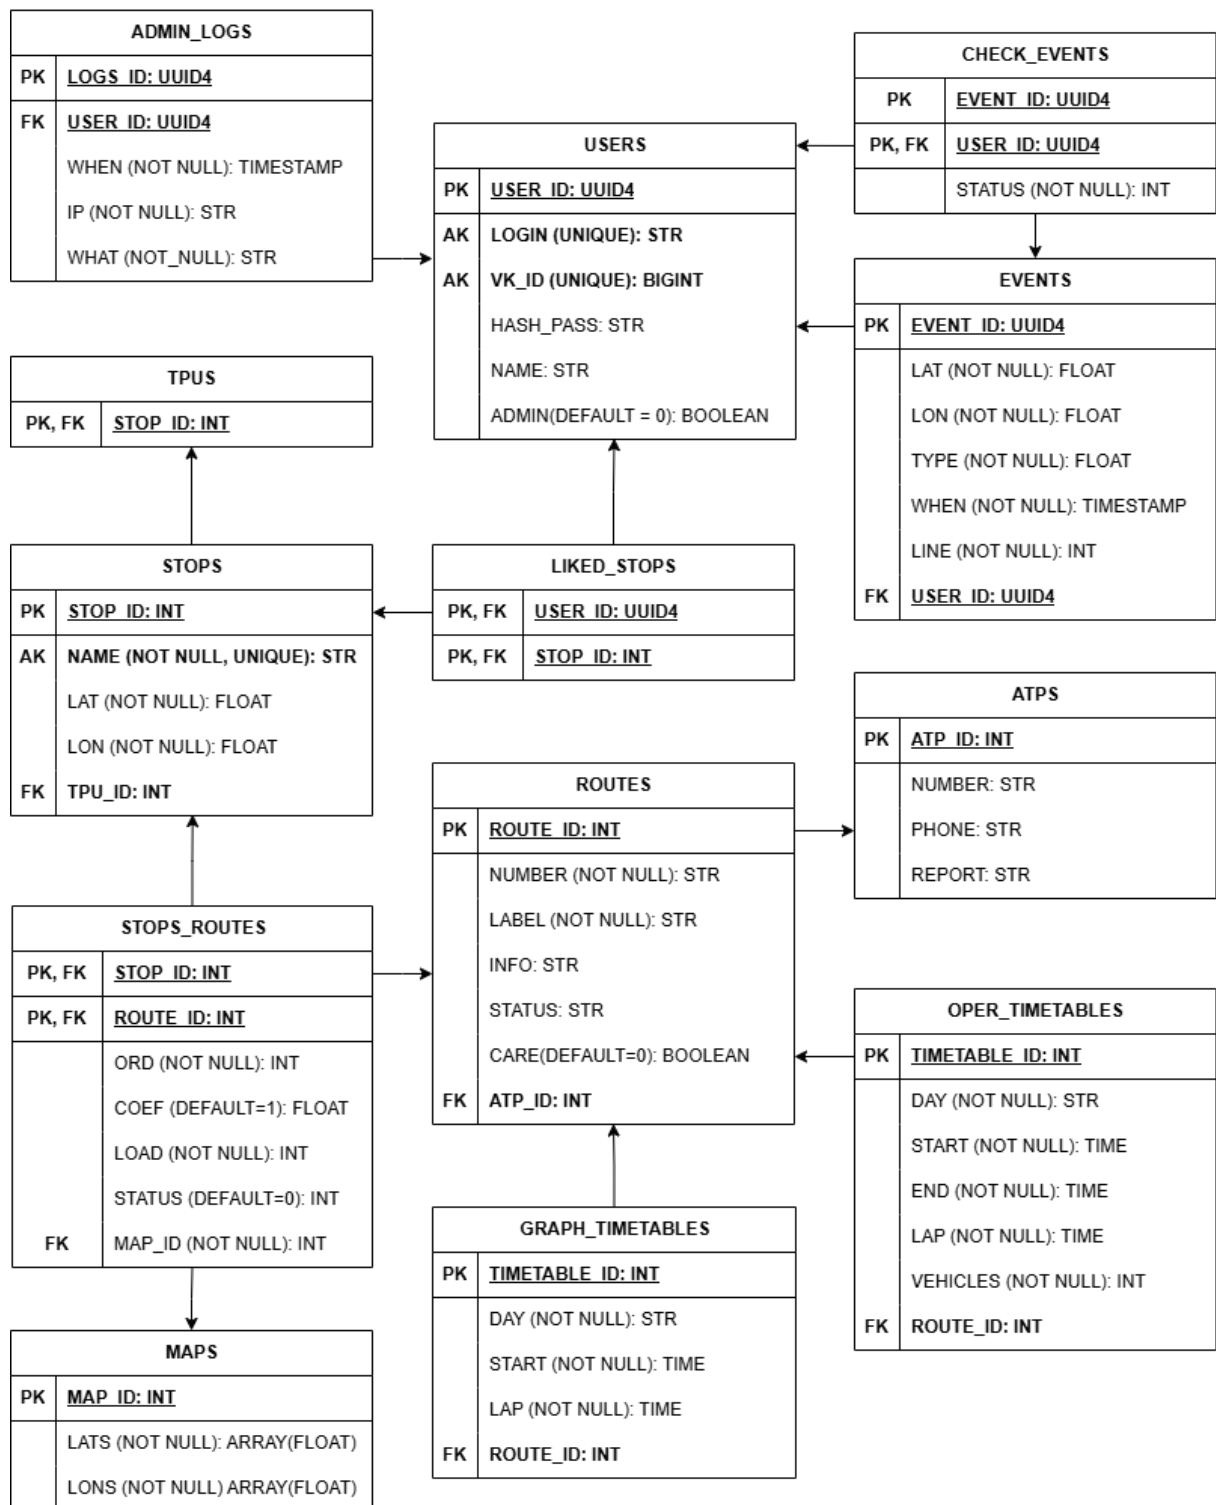 ADMIN_LOGS
PK LOGS_ID: UUID4
FK USER_ID: UUID4
WHEN (NOT NULL): TIMESTAMP
IP (NOT NULL): STR
WHAT (NOT_NULL): STR
USERS
PK USER_ID: UUID4
AK LOGIN (UNIQUE): STR
AK VK_ID (UNIQUE): BIGINT
HASH_PASS: STR
NAME: STR
ADMIN(DEFAULT = 0): BOOLEAN
CHECK_EVENTS
PK EVENT_ID: UUID4
PK, FK USER_ID: UUID4
STATUS (NOT NULL): INT
EVENTS
PK EVENT_ID: UUID4
LAT (NOT NULL): FLOAT
LON (NOT NULL): FLOAT
TYPE (NOT NULL): FLOAT
WHEN (NOT NULL): TIMESTAMP
LINE (NOT NULL): INT
FK USER_ID: UUID4
TPUS
PK, FK STOP_ID: INT
STOPS
PK STOP_ID: INT
AK NAME (NOT NULL, UNIQUE): STR
LAT (NOT NULL): FLOAT
LON (NOT NULL): FLOAT
FK TPU_ID: INT
LIKED_STOPS
PK, FK USER_ID: UUID4
PK, FK STOP_ID: INT
ATPS
PK ATP_ID: INT
NUMBER: STR
PHONE: STR
REPORT: STR
ROUTES
PK ROUTE_ID: INT
NUMBER (NOT NULL): STR
LABEL (NOT NULL): STR
INFO: STR
STATUS: STR
CARE(DEFAULT=0): BOOLEAN
FK ATP_ID: INT
STOPS_ROUTES
PK, FK STOP_ID: INT
PK, FK ROUTE_ID: INT
ORD (NOT NULL): INT
COEF (DEFAULT=1): FLOAT
LOAD (NOT NULL): INT
STATUS (DEFAULT=0): INT
FK MAP_ID (NOT NULL): INT
OPER_TIMETABLES
PK TIMETABLE_ID: INT
DAY (NOT NULL): STR
START (NOT NULL): TIME
END (NOT NULL): TIME
LAP (NOT NULL): TIME
VEHICLES (NOT NULL): INT
FK ROUTE_ID: INT
GRAPH_TIMETABLES
PK TIMETABLE_ID: INT
DAY (NOT NULL): STR
START (NOT NULL): TIME
LAP (NOT NULL): TIME
FK ROUTE_ID: INT
MAPS
PK MAP_ID: INT
LATS (NOT NULL): ARRAY(FLOAT)
LONS (NOT NULL) ARRAY(FLOAT)